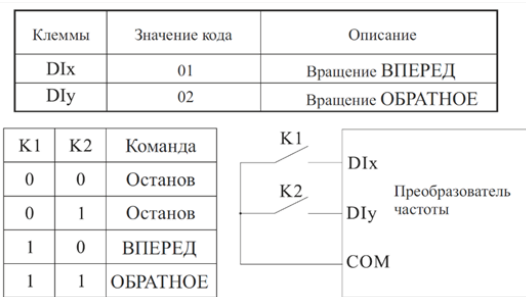 Клеммы Значение кода Описание
DIx 01 Вращение ВПЕРЕД
DIy 02 Вращение ОБРАТНОЕ
K1 K2 Команда
0 0 Останов
0 1 Останов
1 0 ВПЕРЕД
1 1 ОБРАТНОЕ
K1
DIx
K2
DIy
Преобразователь
частоты
COM